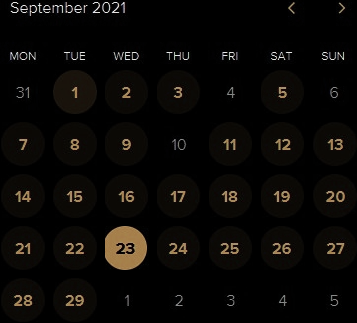 September 2021
MON TUE WED THU FRI SAT SUN
31 1 2 3 4 5 6
7 8 9 10 11 12 13
14 15 16 17 18 19 20
21 22 23 24 25 26 27
28 29 1 2 3 4 5